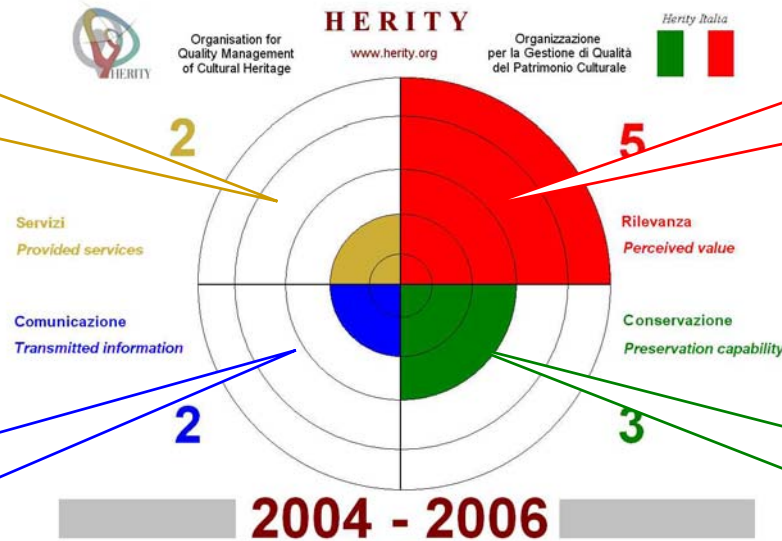 HERITY
Organisation for
Quality Management
of Cultural Heritage
HERITY
www.herity.org
Organizzazione
per la Gestione di Qualità
del Patrimonio Culturale
Herity Italia
2
5
Servizi
Provided services
Rilevanza
Perceived value
Comunicazione
Transmitted information
Conservazione
Preservation capability
2
3
2004 - 2006